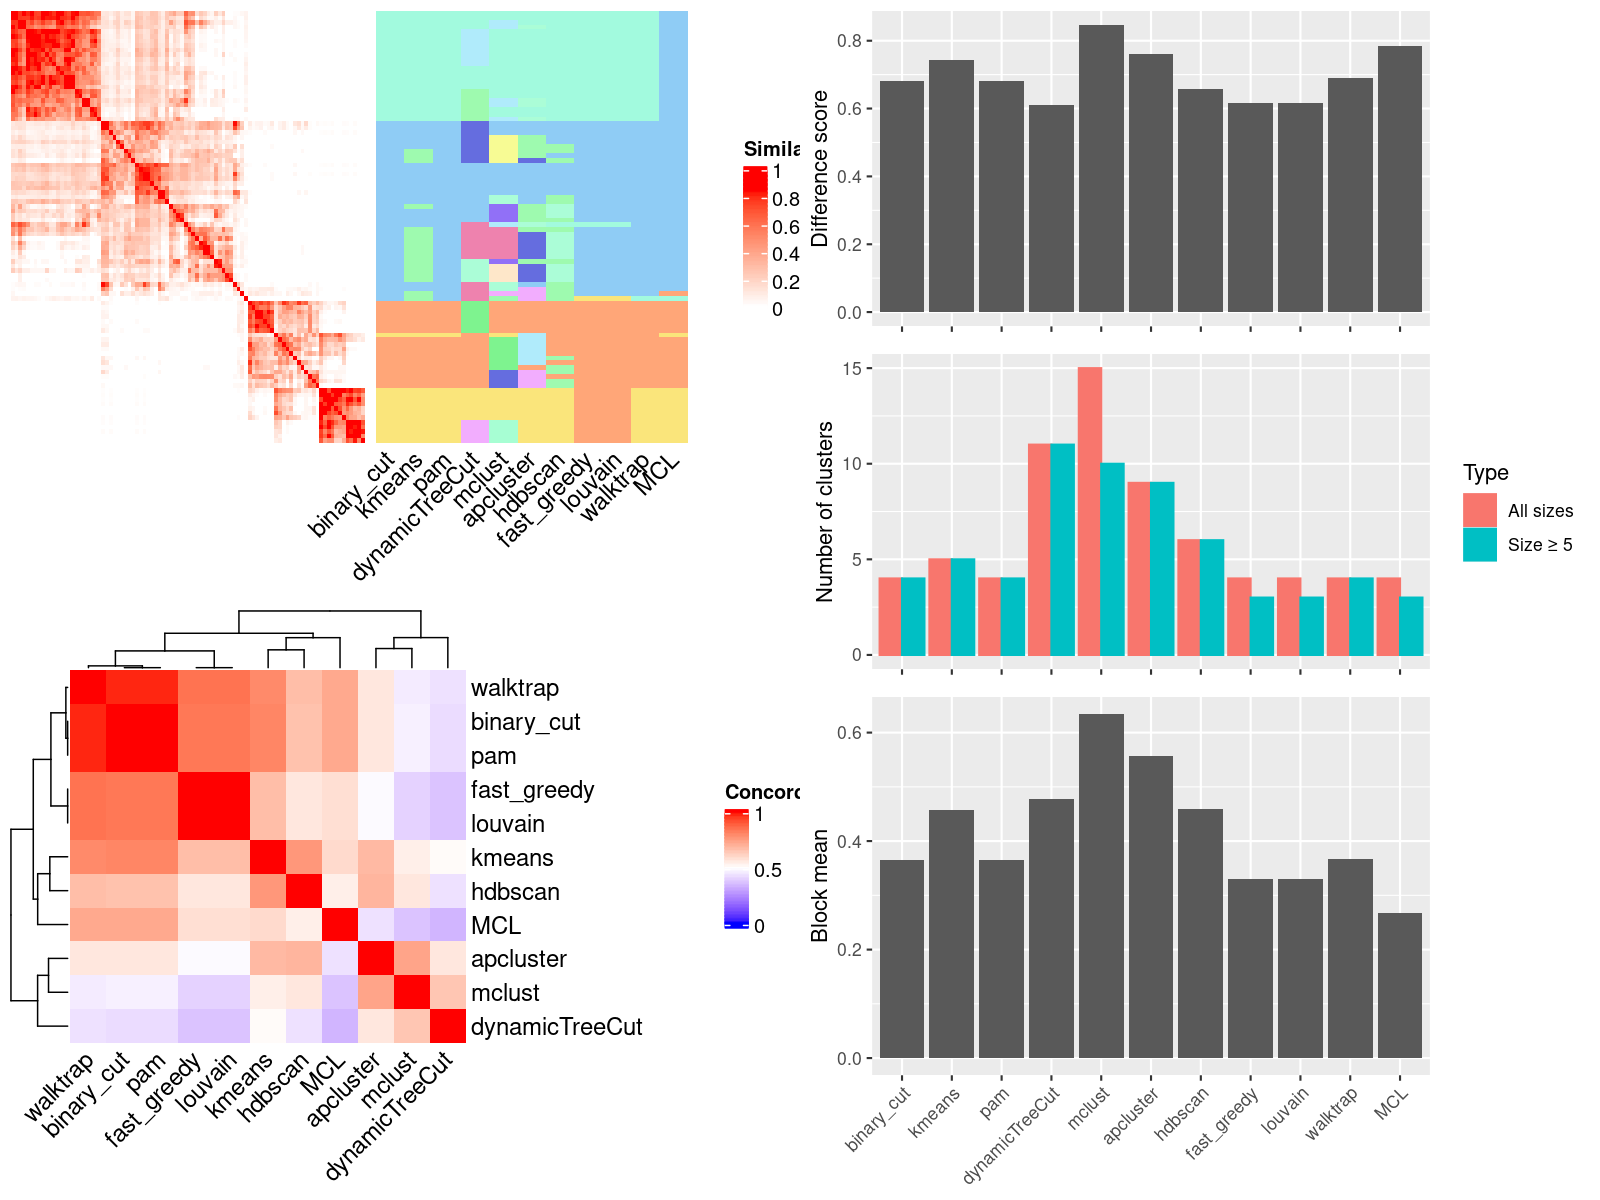 Simila
1
0.8
0.6
0.4
0.2
0
binary_cut
kmeans
pam
dynamicTreeCut
mclust
apcluster
hdbscan
fast_greedy
louvain
walktrap
MCL
walktrap
binary_cut
pam
fast_greedy
louvain
kmeans
hdbscan
MCL
apcluster
mclust
dynamicTreeCut
Concord
1
0.5
0
walktrap
binary_cut
pam
fast_greedy
louvain
kmeans
hdbscan
MCL
apcluster
mclust
dynamicTreeCut
Difference score
0.8
0.6
0.4
0.2
0.0
Number of clusters
15
10
5
0
Type
All sizes
Size ≥ 5
Block mean
0.6
0.4
0.2
0.0
binary_cut
kmeans
pam
dynamicTreeCut
mclust
apcluster
hdbscan
fast_greedy
louvain
walktrap
MCL